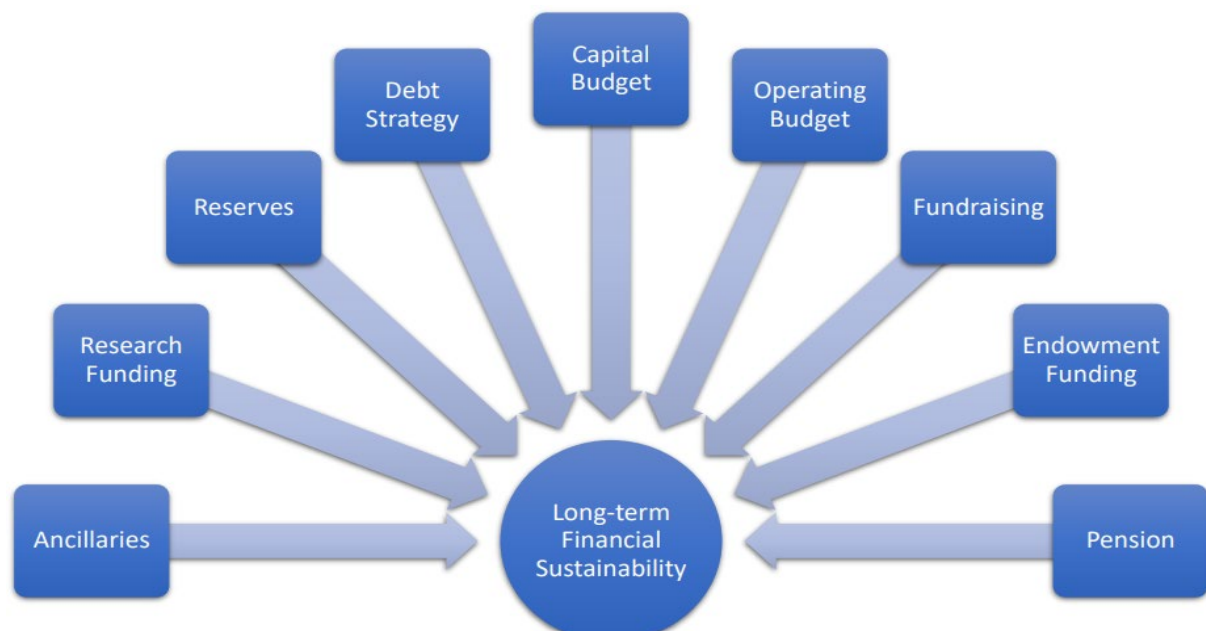 Capital
Budget
Debt
Strategy
Operating
Budget
Reserves
Fundraising
Research
Funding
Endowment
Funding
Ancillaries
Long-term
Financial
Sustainability
Pension